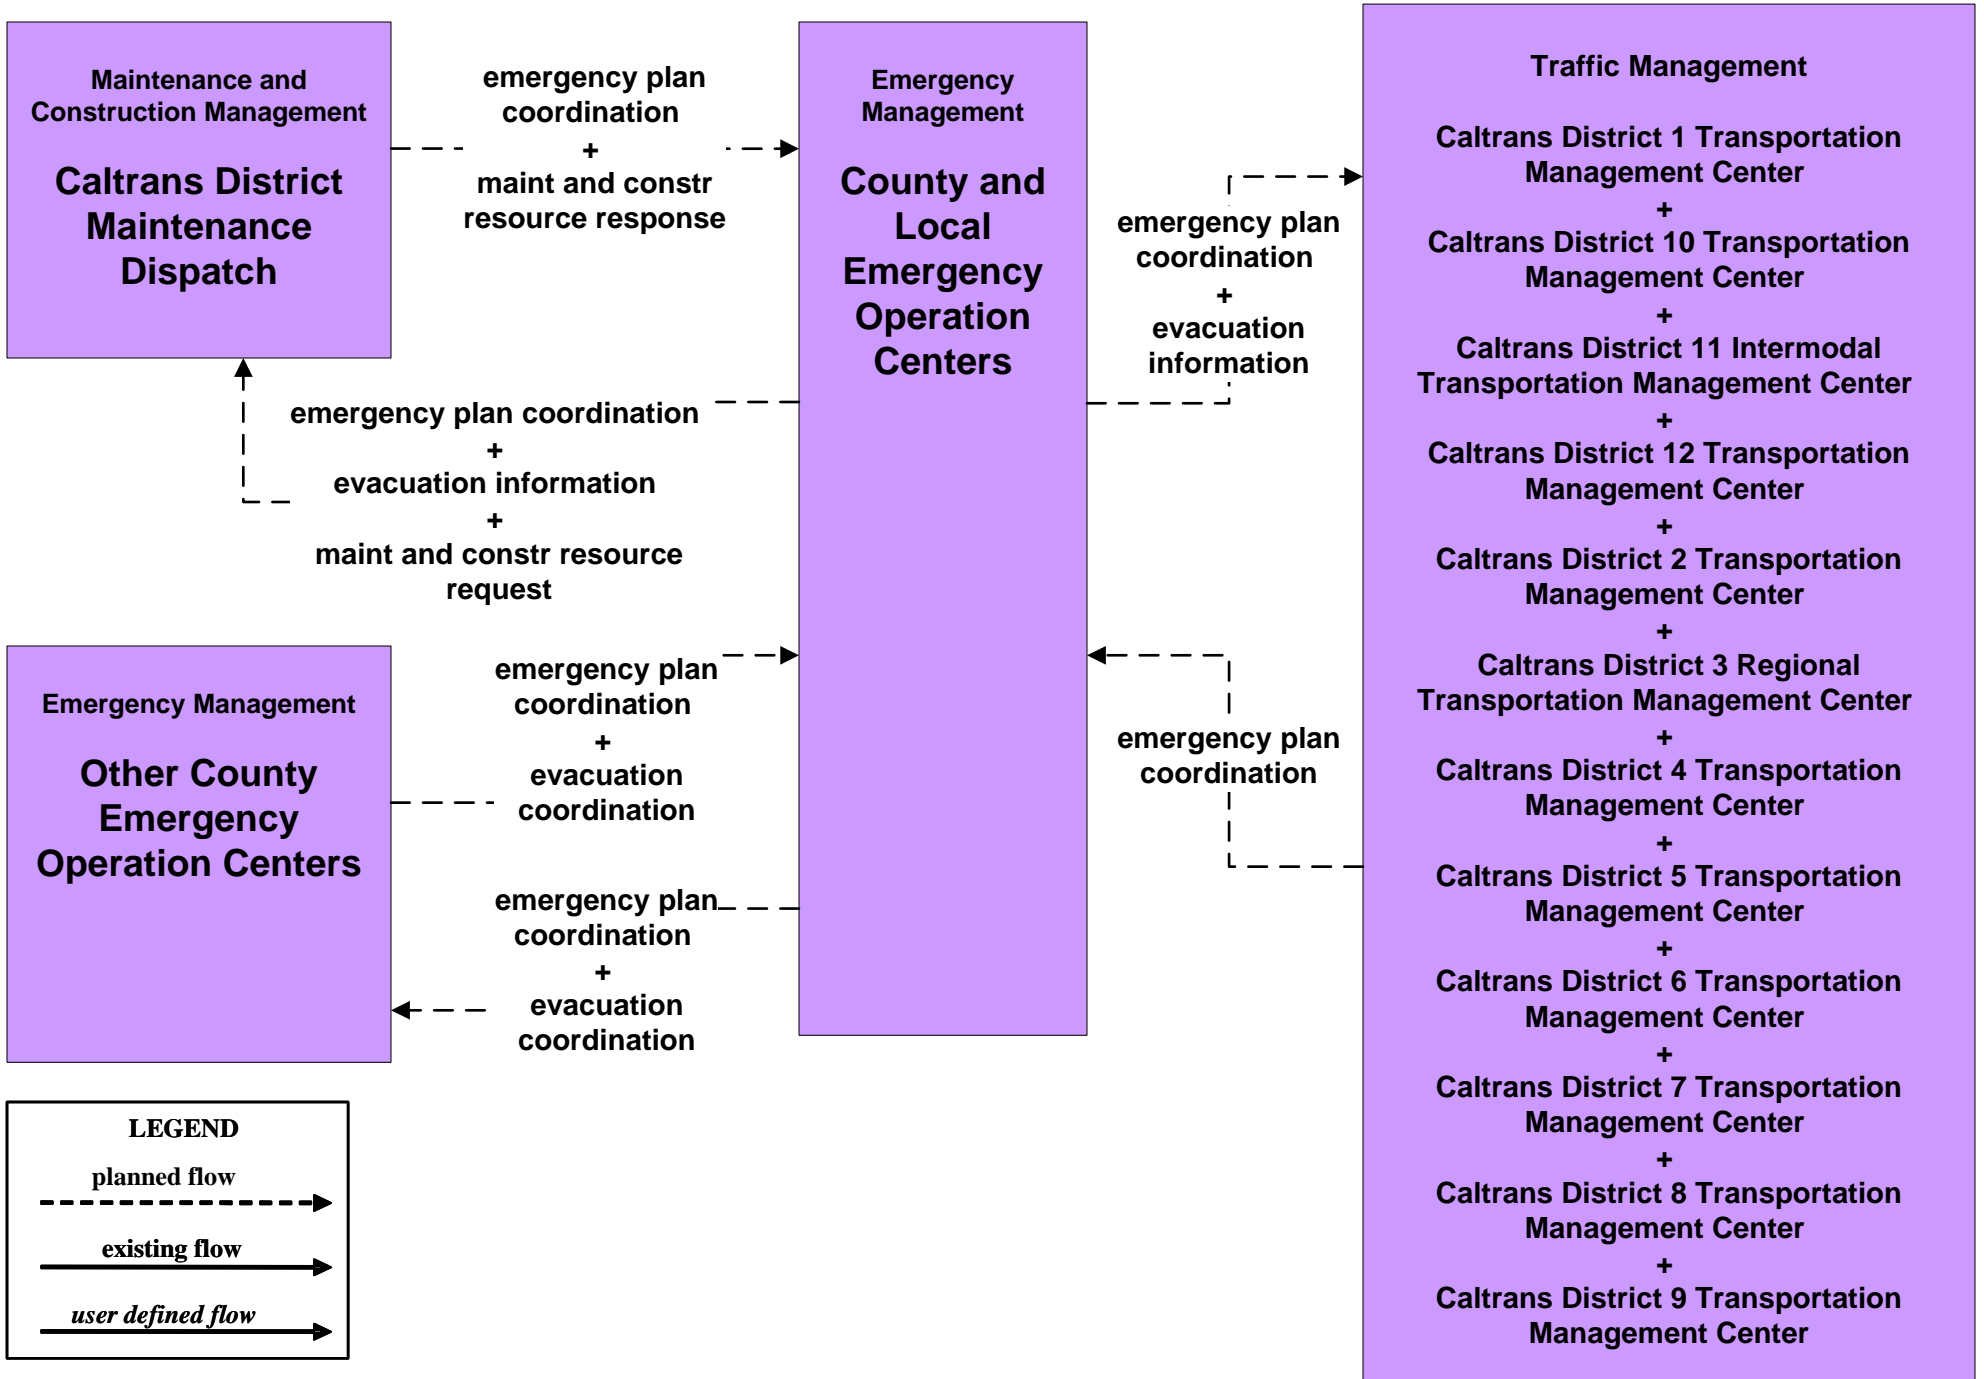 Maintenance and
Construction Management
Caltrans District
Maintenance
Dispatch
emergency plan
coordination
+
maint and constr
resource response
Emergency
Management
County and
Local
Emergency
Operation
Centers
emergency plan
coordination
+
evacuation
information
emergency plan coordination
+
evacuation information
+
maint and constr resource
request
Emergency Management
Other County
Emergency
Operation Centers
emergency plan
coordination
+
evacuation
coordination
emergency plan
coordination
+
evacuation
coordination
emergency plan
coordination
Traffic Management
Caltrans District 1 Transportation
Management Center
+
Caltrans District 10 Transportation
Management Center
+
Caltrans District 11 Intermodal
Transportation Management Center
+
Caltrans District 12 Transportation
Management Center
+
Caltrans District 2 Transportation
Management Center
+
Caltrans District 3 Regional
Transportation Management Center
+
Caltrans District 4 Transportation
Management Center
+
Caltrans District 5 Transportation
Management Center
+
Caltrans District 6 Transportation
Management Center
+
Caltrans District 7 Transportation
Management Center
+
Caltrans District 8 Transportation
Management Center
+
Caltrans District 9 Transportation
Management Center
LEGEND
planned flow
existing flow
user defined flow